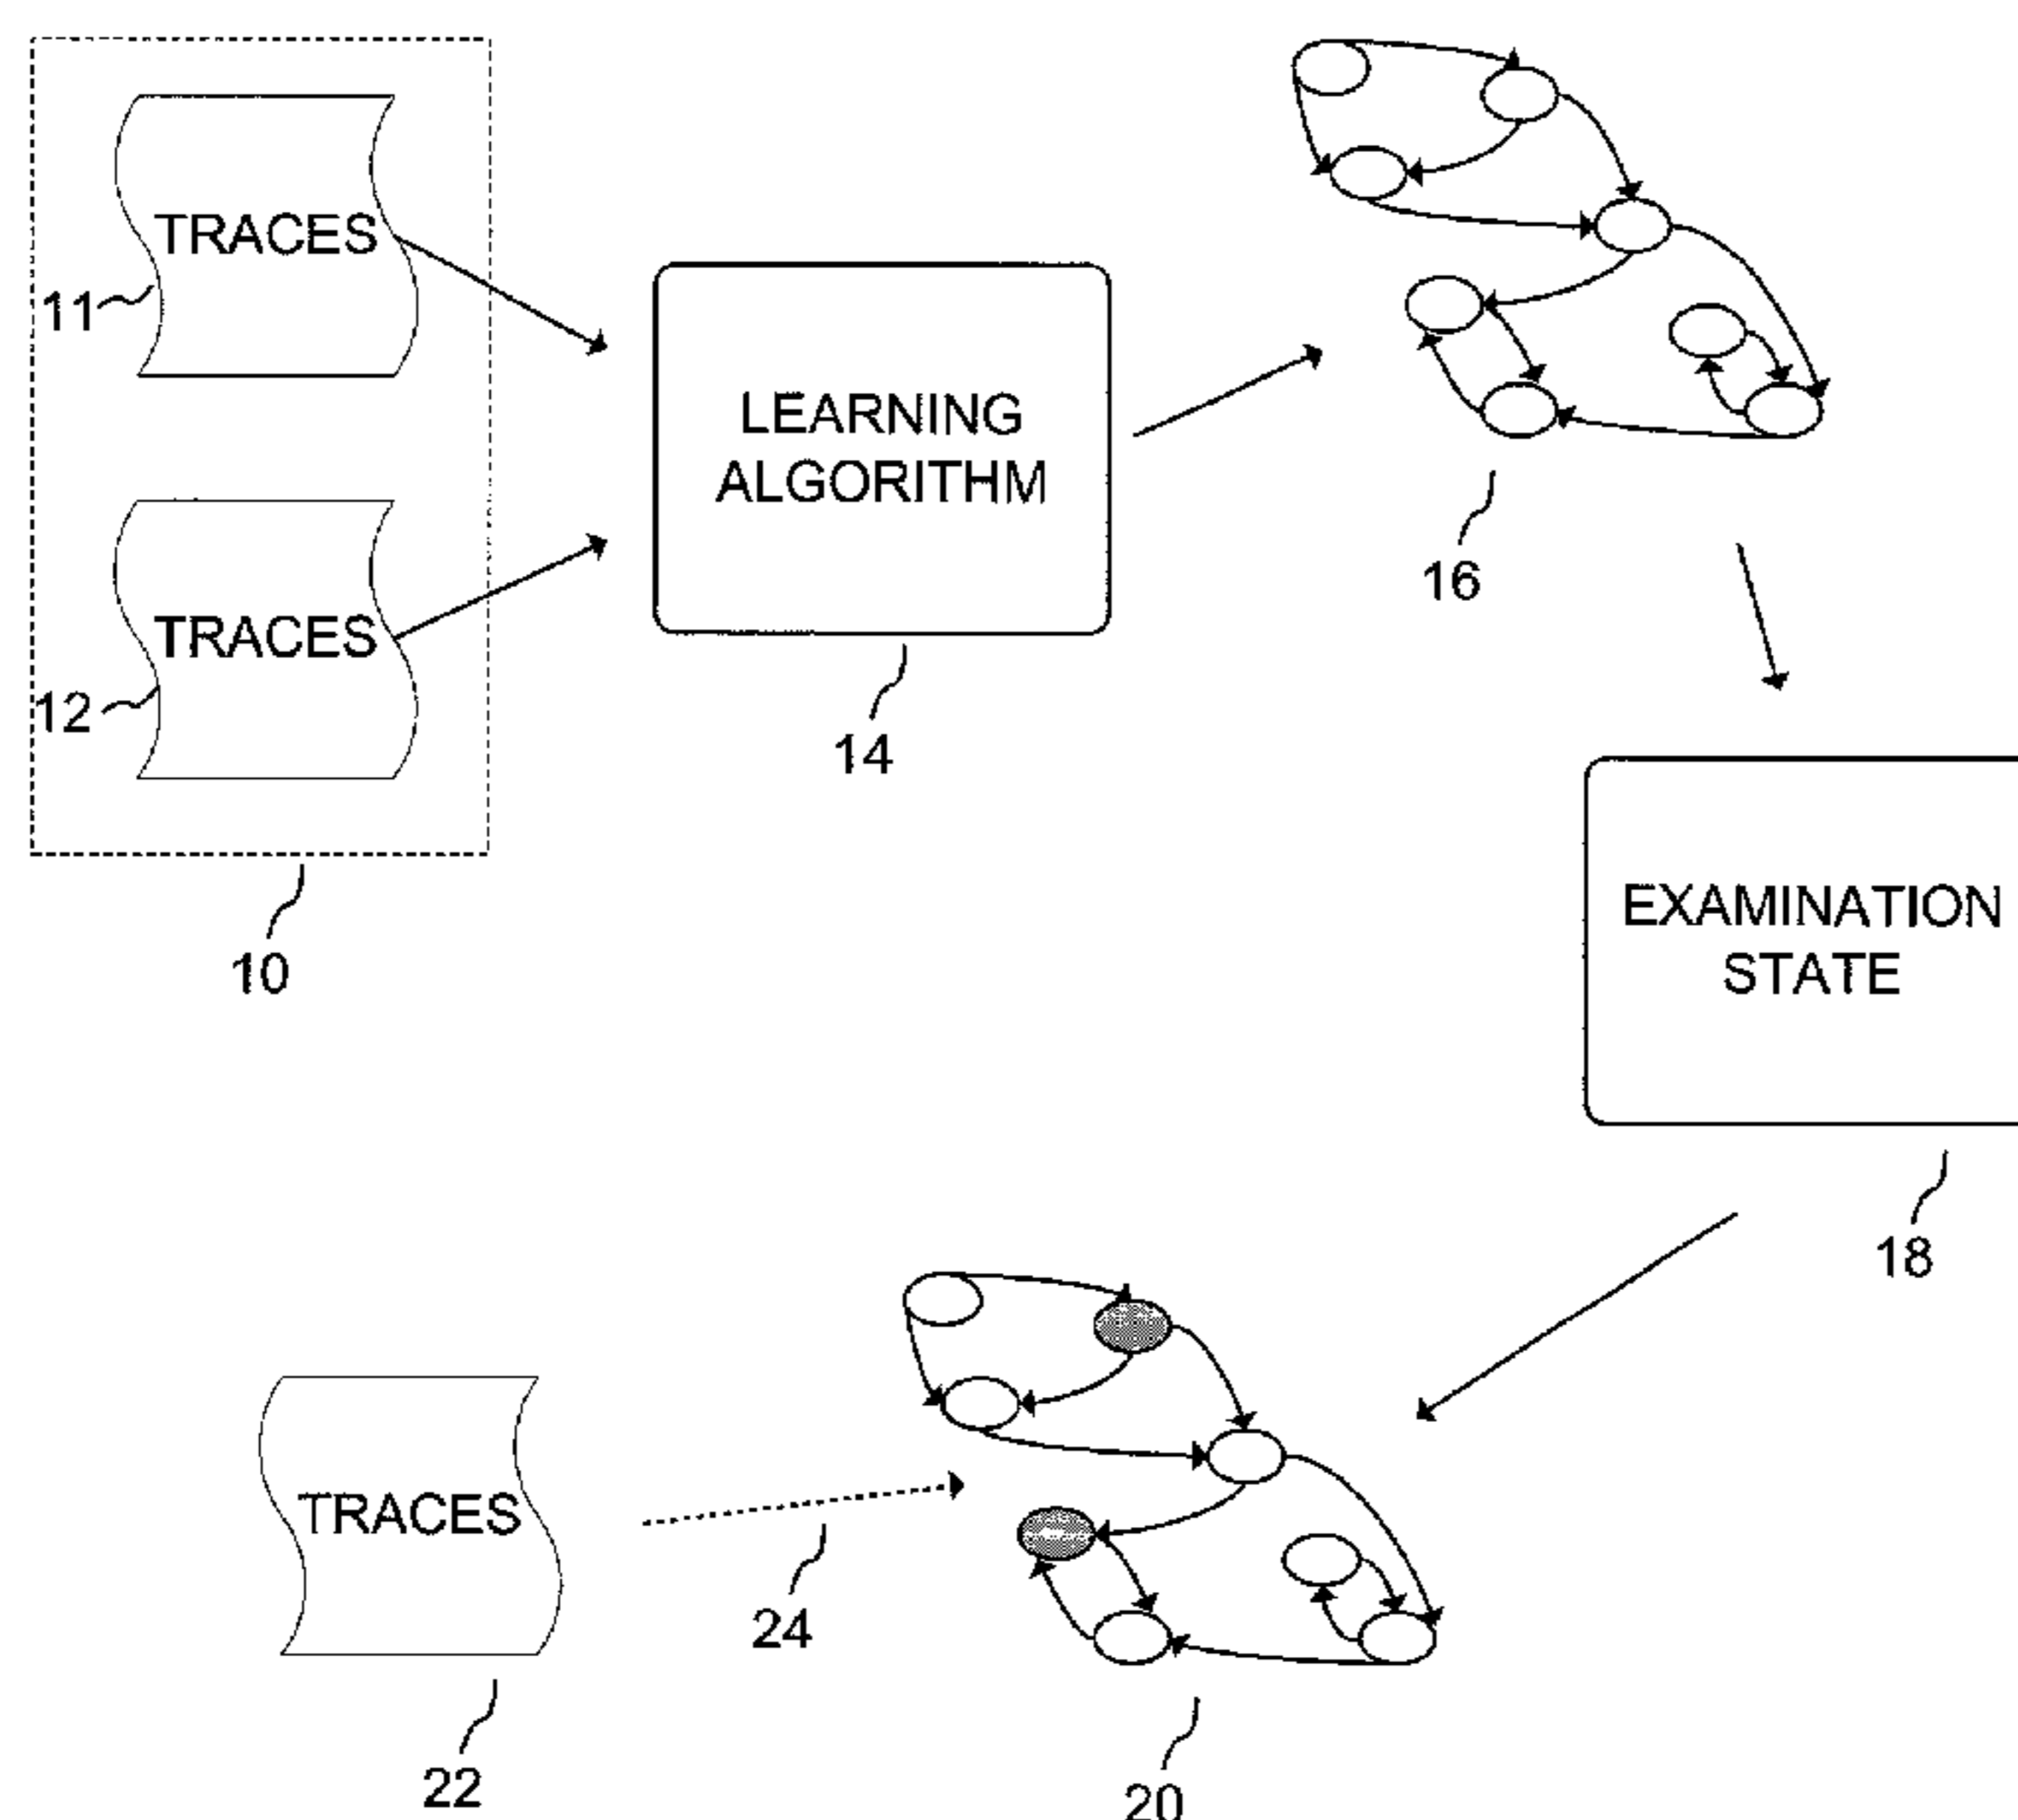 TRACES
11
TRACES
12
10
LEARNING
ALGORITHM
14
16
EXAMINATION
STATE
18
TRACES
22
24
20